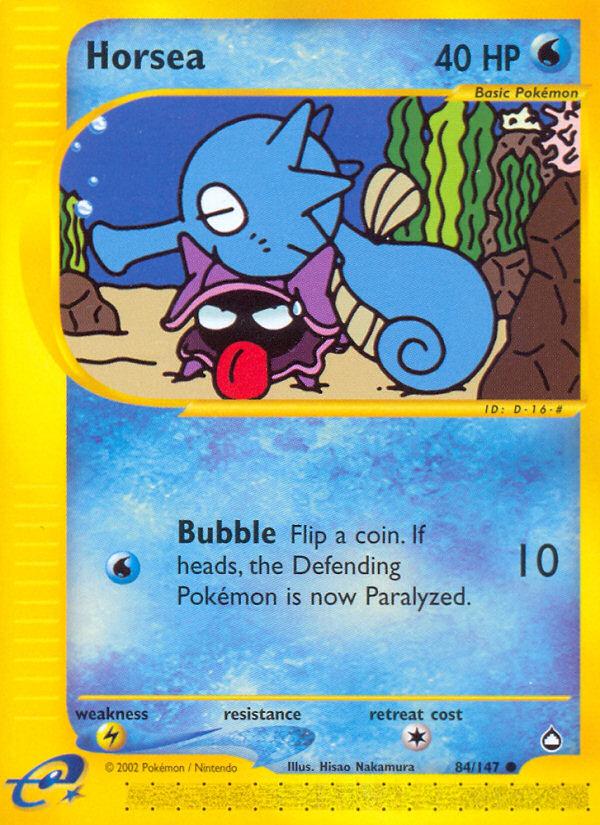 Horsea 40 HP
Basic Pokémon
ID: D-16-#
Bubble Flip a coin. If
heads, the Defending
Pokémon is now Paralyzed.
10
weakness resistance retreat cost
© 2002 Pokémon / Nintendo Illus. Hisao Nakamura 84/147
e